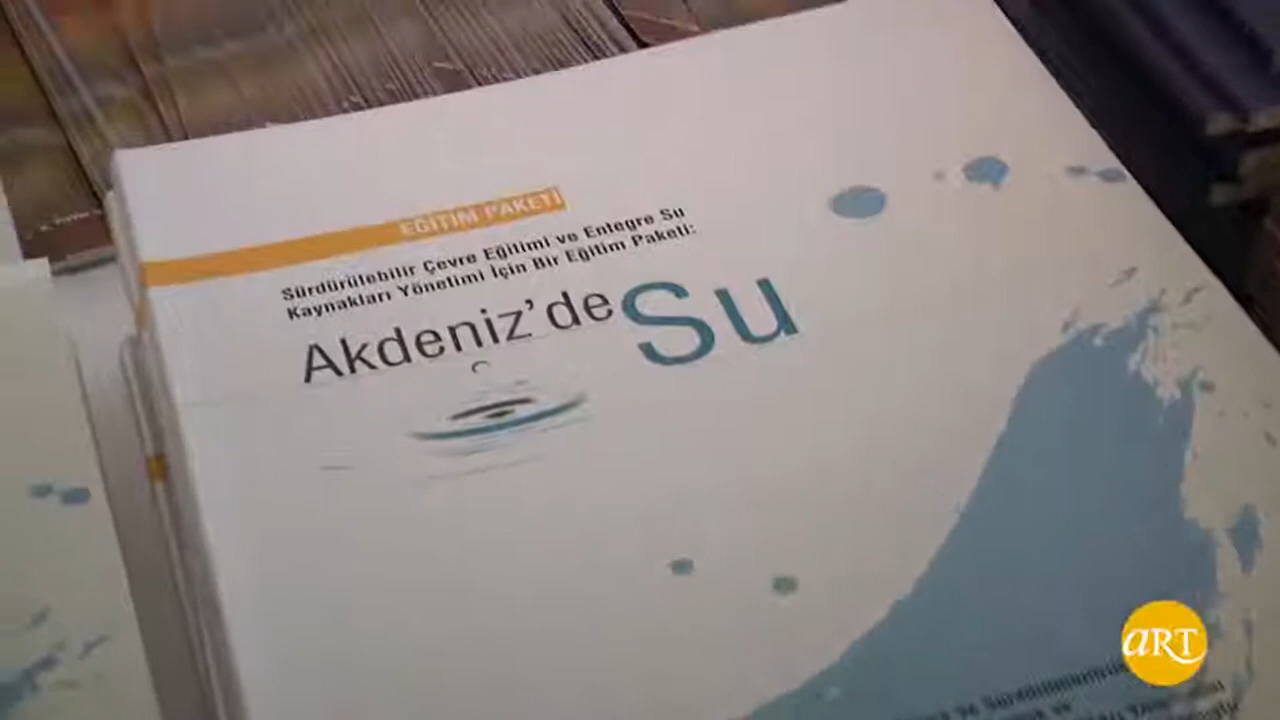 EĞİTİM PAKETİ
Sürdürülebilir Çevre Eğitimi ve Entegre Su
Kaynakları Yönetimi İçin Bir Eğitim Paketi:
Akdeniz'de Su
aRT